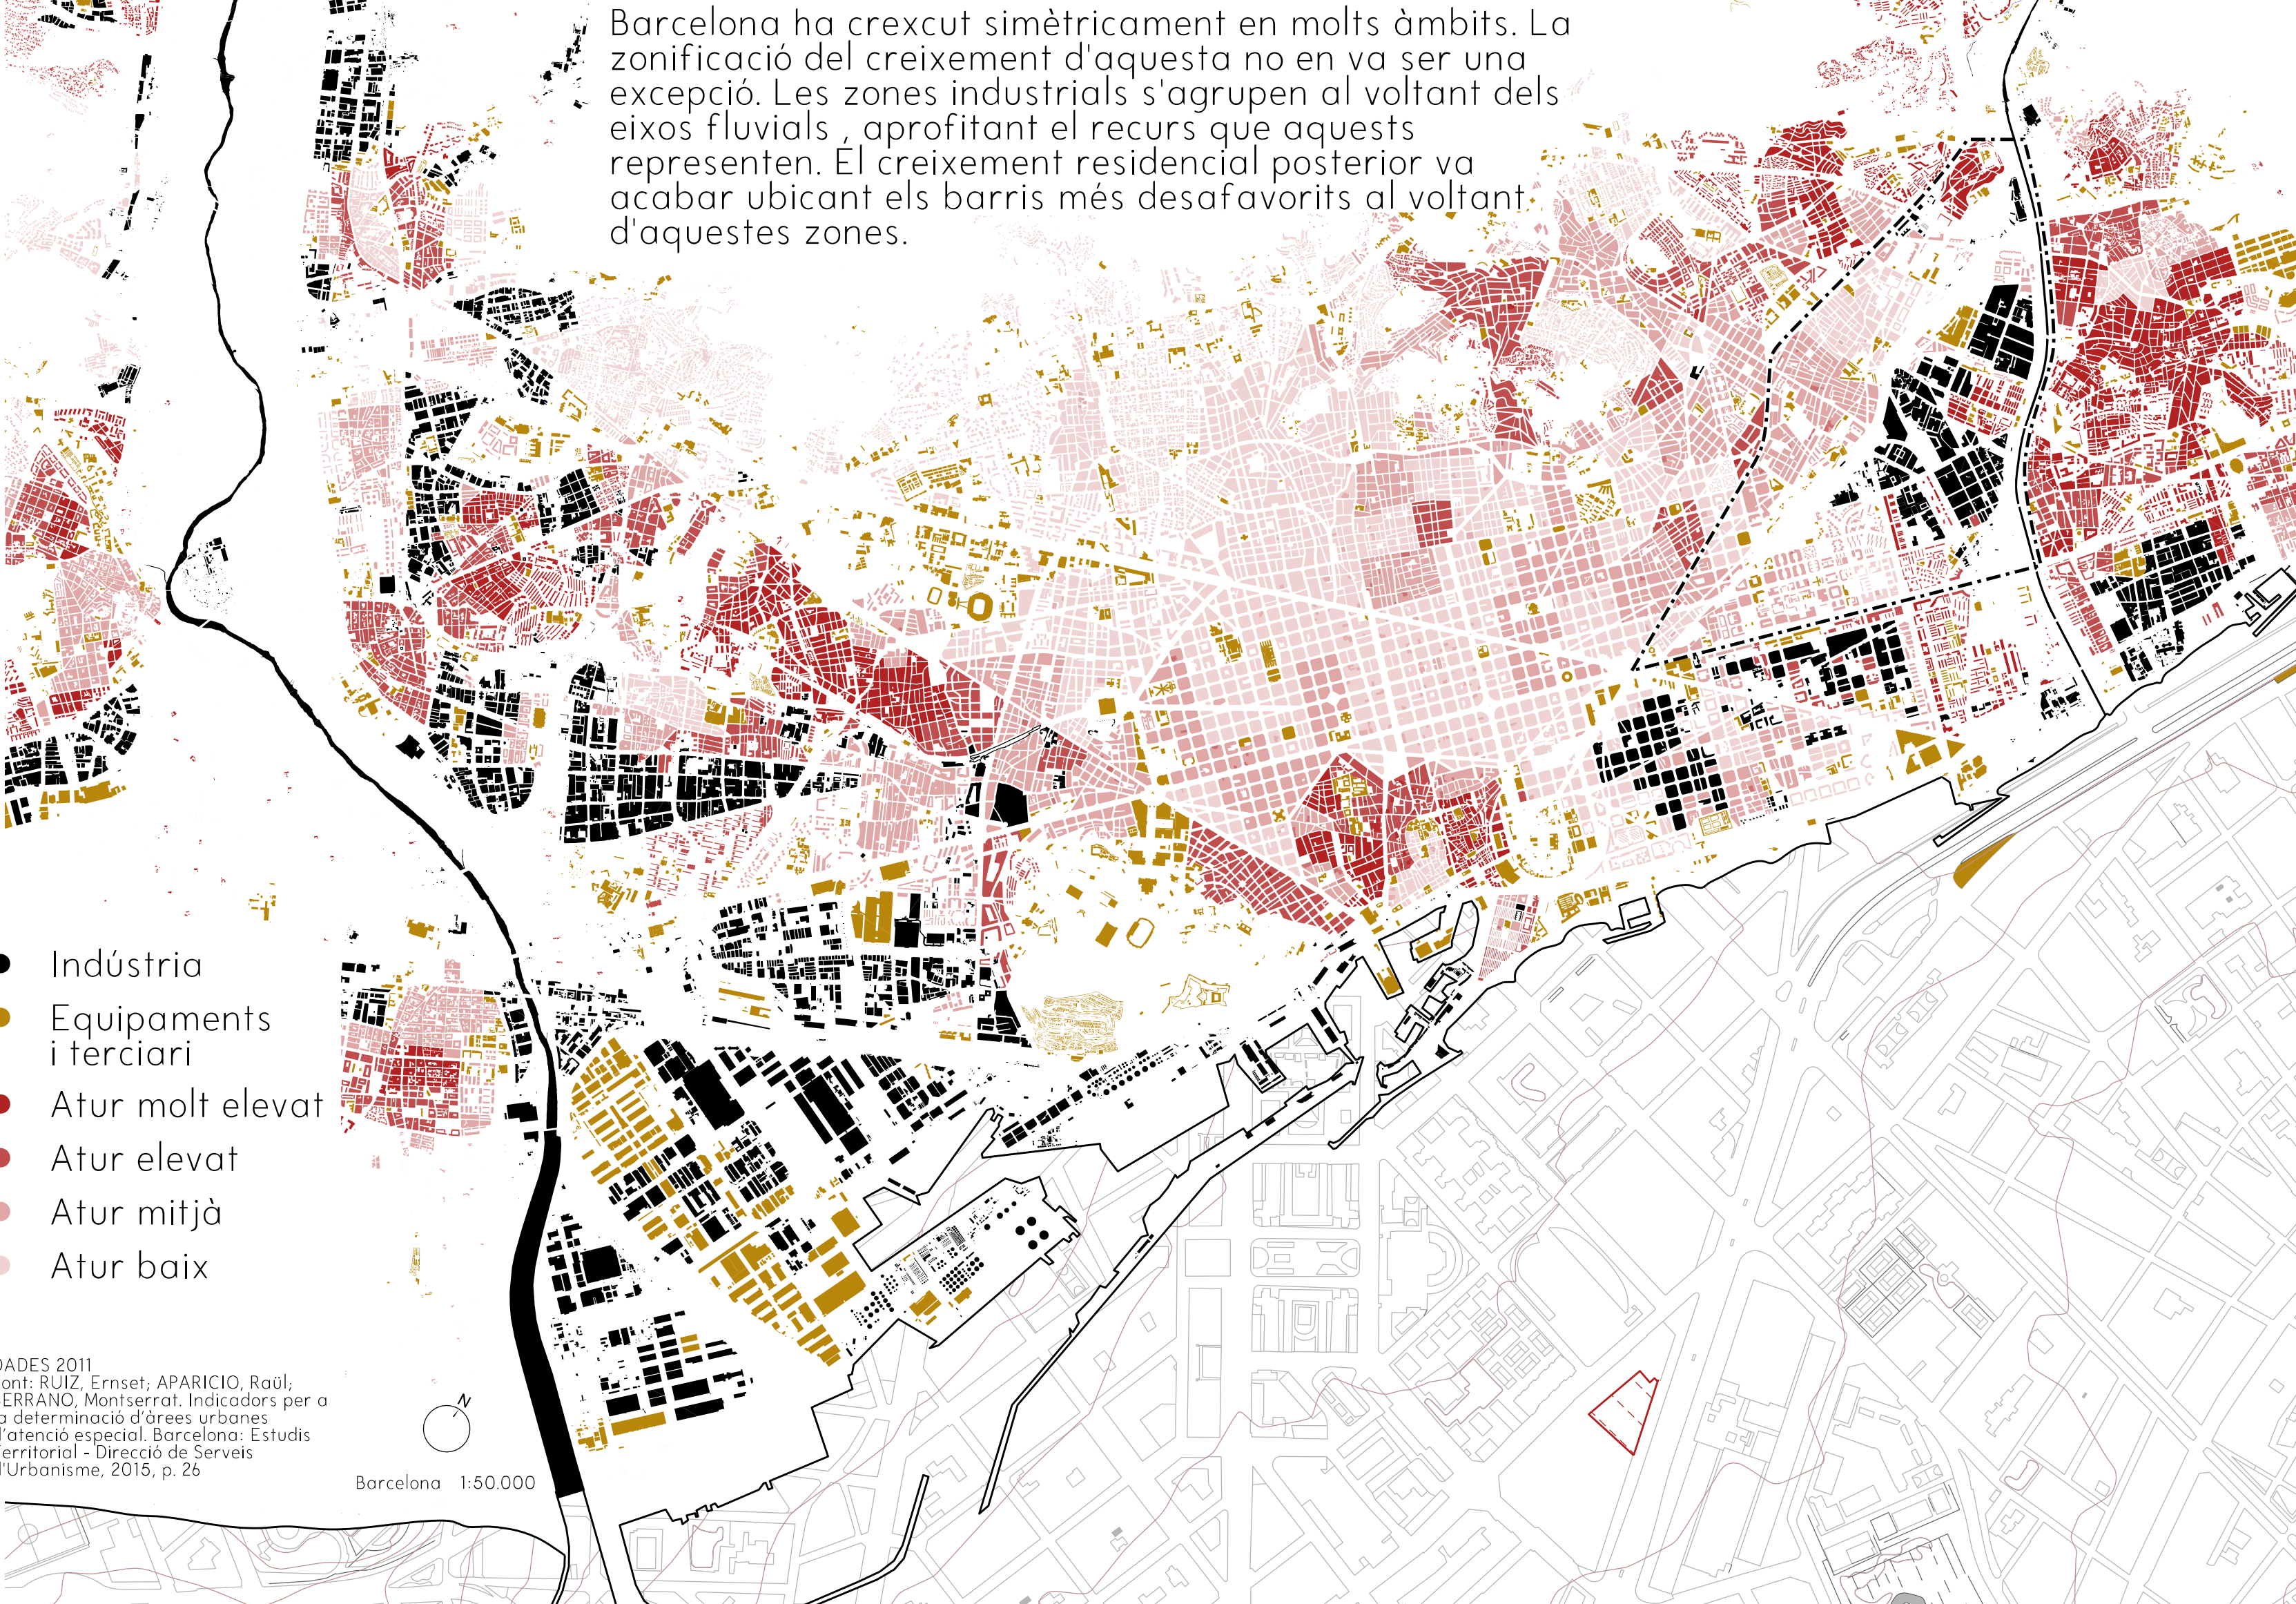 Barcelona ha crexcut simètricament en molts àmbits. La
zonificació del creixement d'aquesta no en va ser una
excepció. Les zones industrials s'agrupen al voltant dels
eixos fluvials , aprofitant el recurs que aquests
representen. El creixement residencial posterior va
acabar ubicant els barris més desafavorits al voltant
d'aquestes zones.
Indústria
Equipaments
i terciari
Atur molt elevat
Atur elevat
Atur mitjà
Atur baix
DADES 2011
ont: RUIZ, Ernset; APARICIO, Raül;
SERRANO, Montserrat. Indicadors per a
la determinació d'àrees urbanes
d'atenció especial. Barcelona: Estudis
Territorial - Direcció de Serveis
d'Urbanisme, 2015, p. 26
N
Barcelona 1:50.000